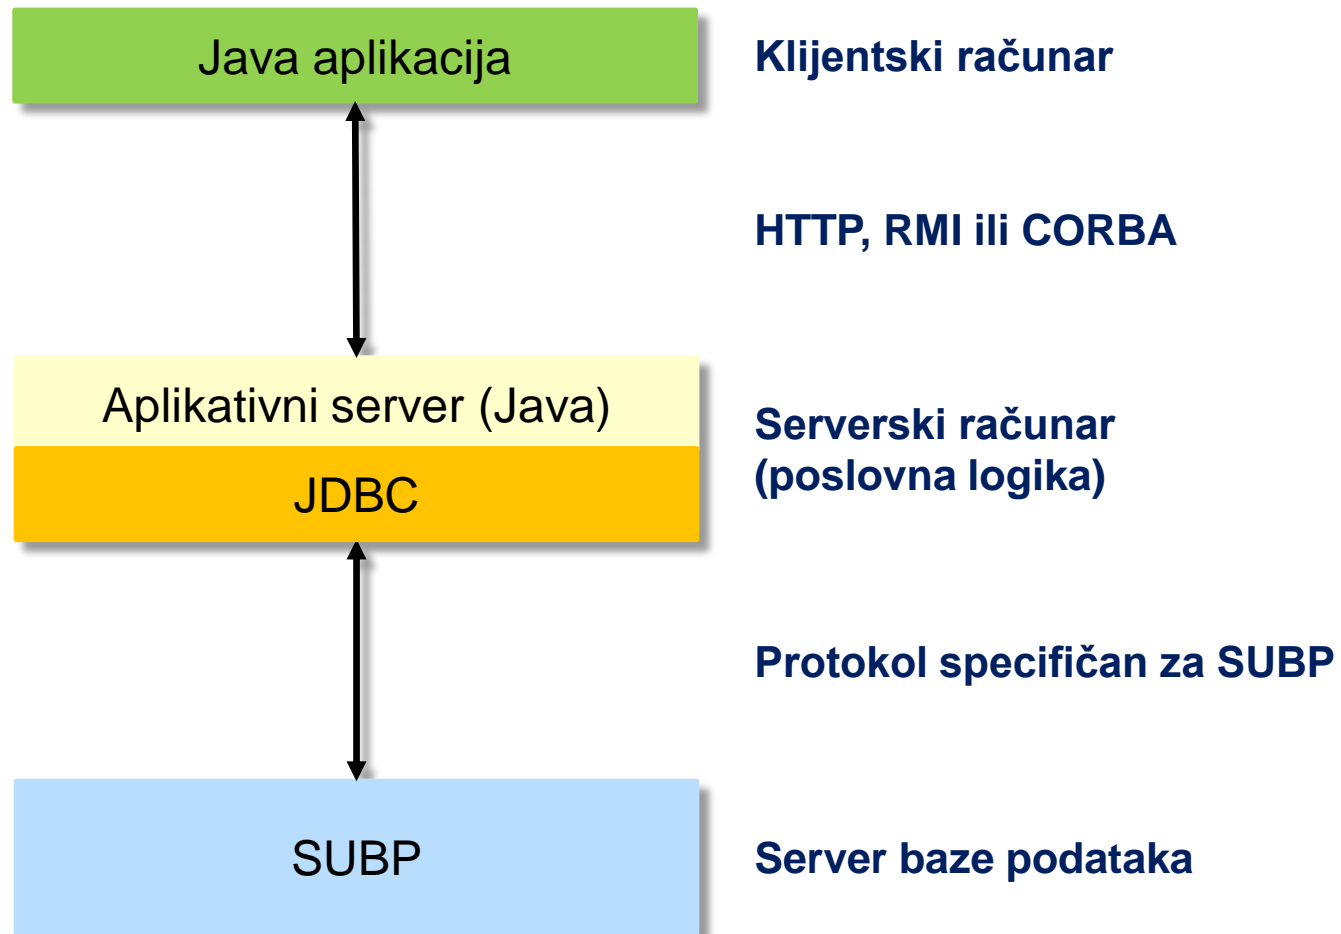 Java aplikacija
Klijentski računar
HTTP, RMI ili CORBA
Aplikativni server (Java)
JDBC
Serverski računar
(poslovna logika)
Protokol specifičan za SUBP
SUBP
Server baze podataka